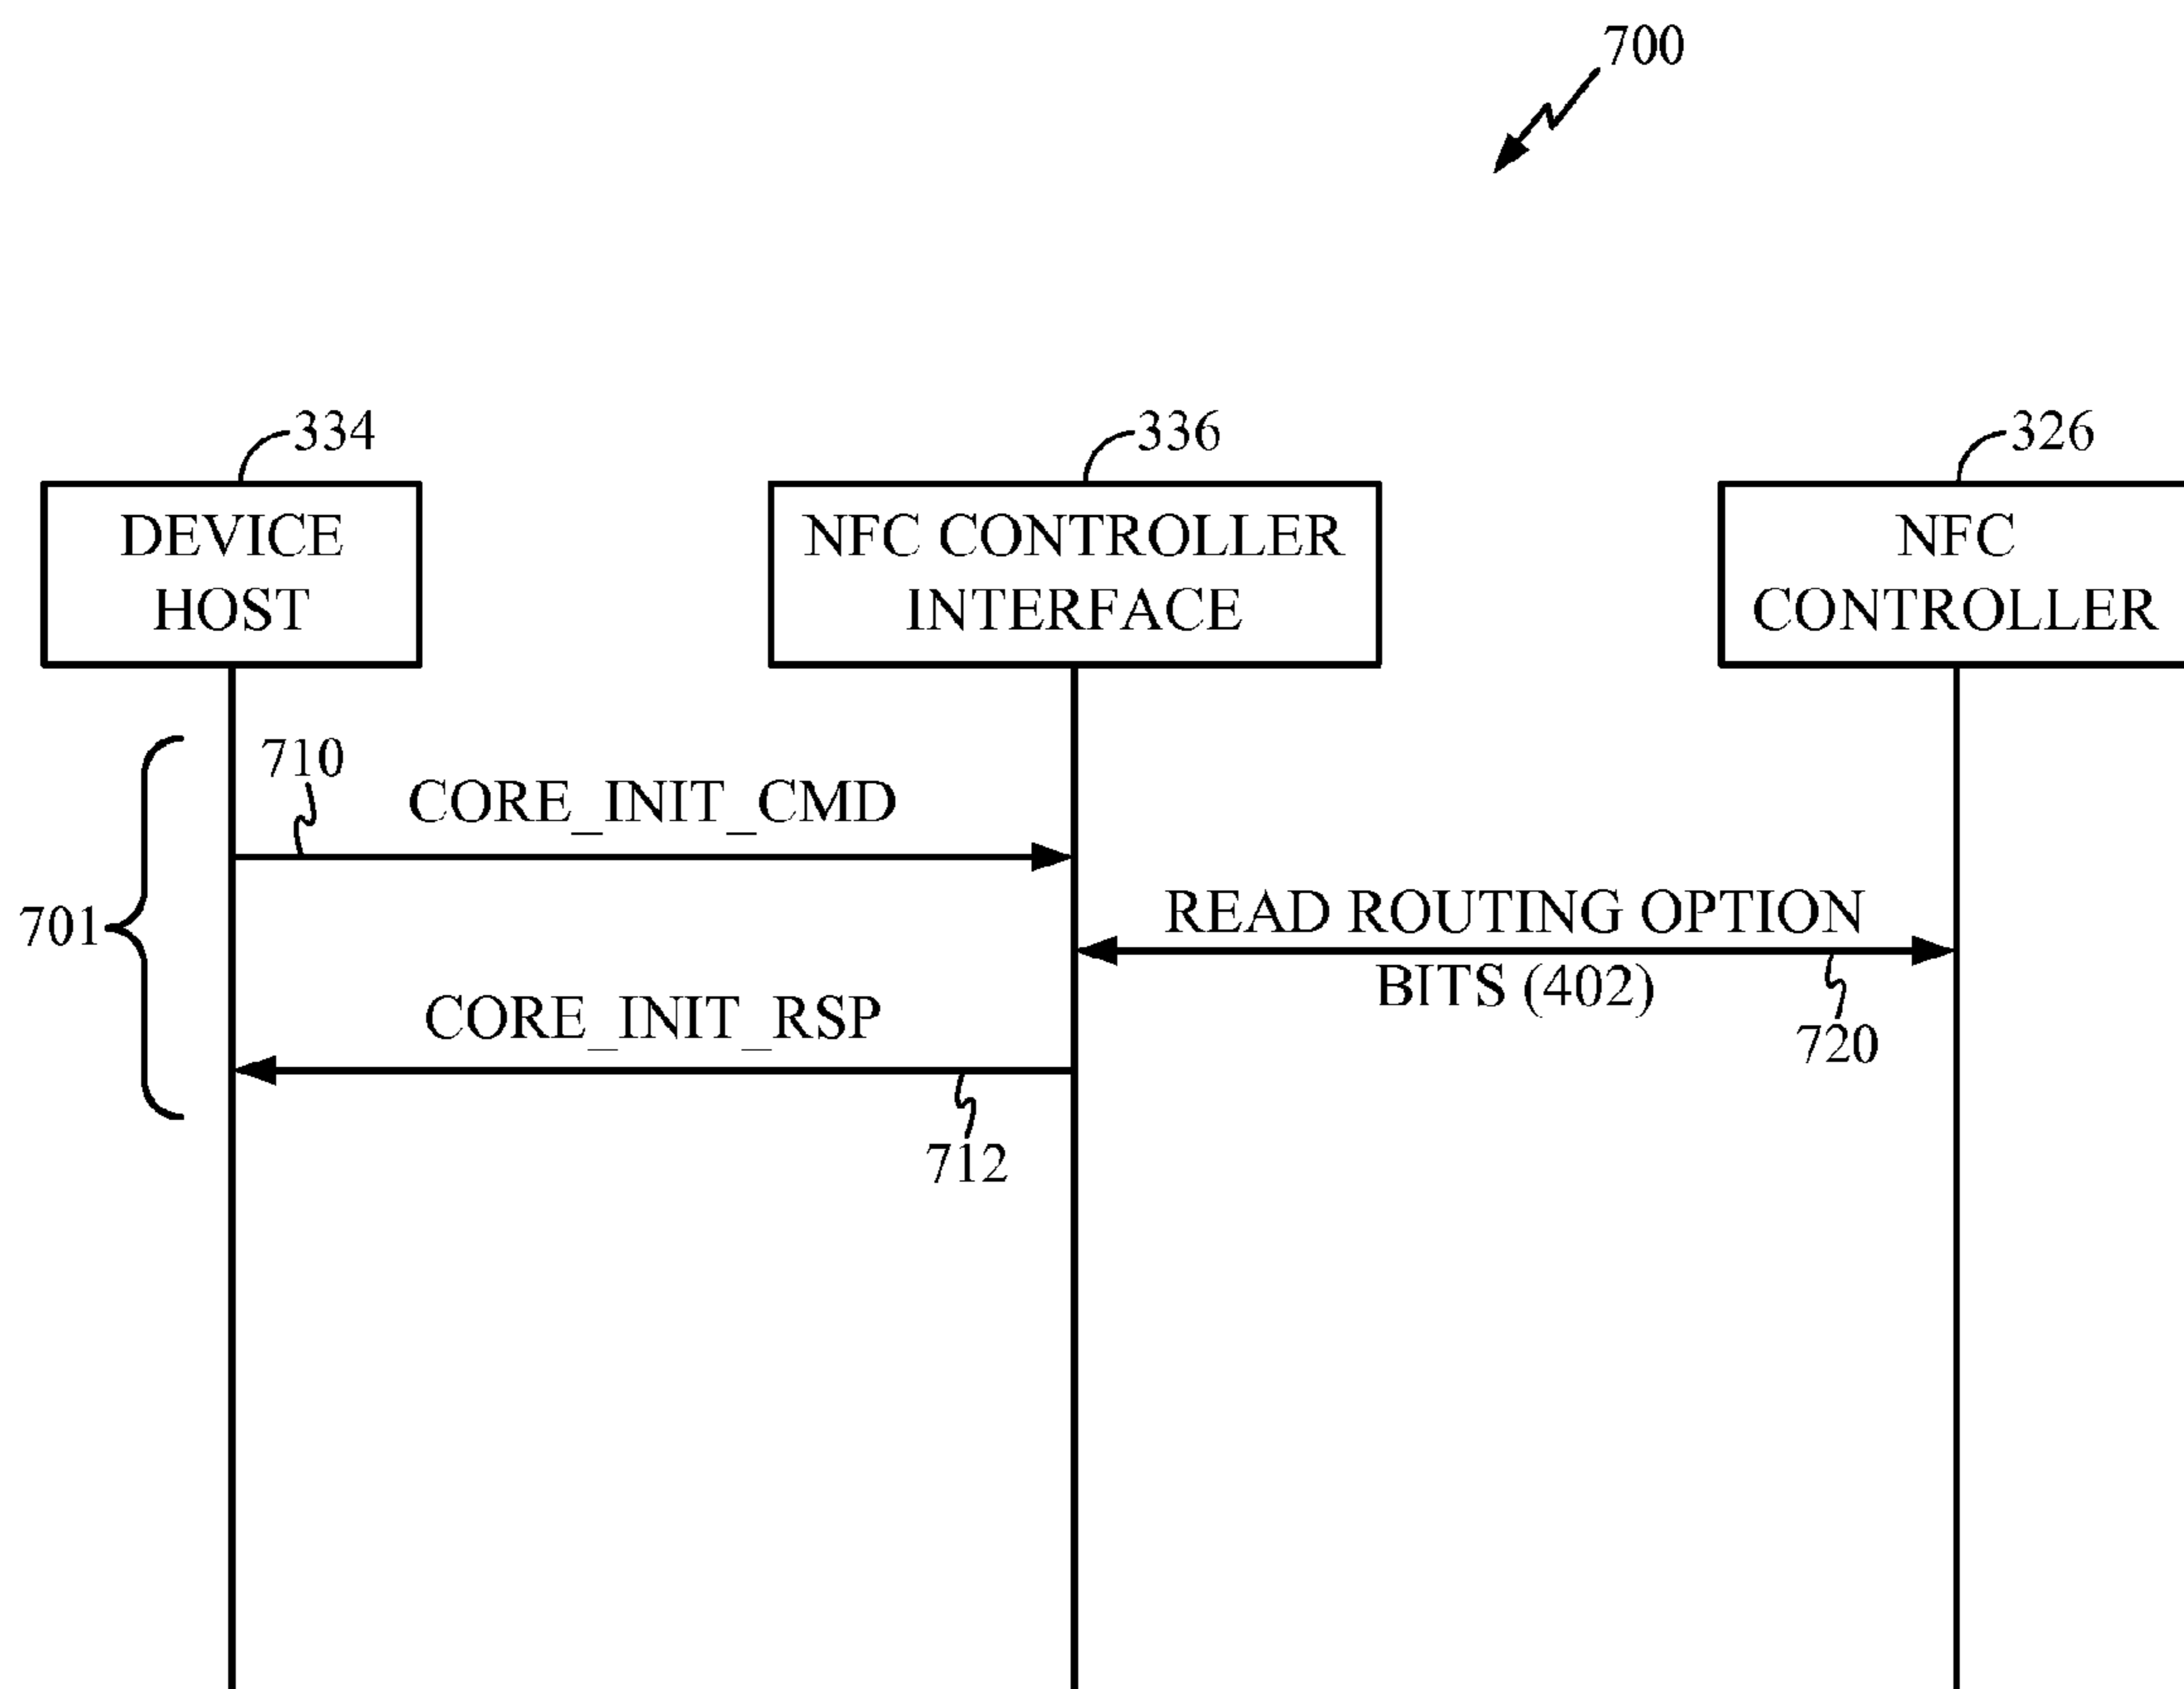 700
334
336
326
DEVICE
HOST
NFC CONTROLLER
INTERFACE
NFC
CONTROLLER
701
710
CORE_INIT_CMD
READ ROUTING OPTION
BITS (402)
720
CORE_INIT_RSP
712